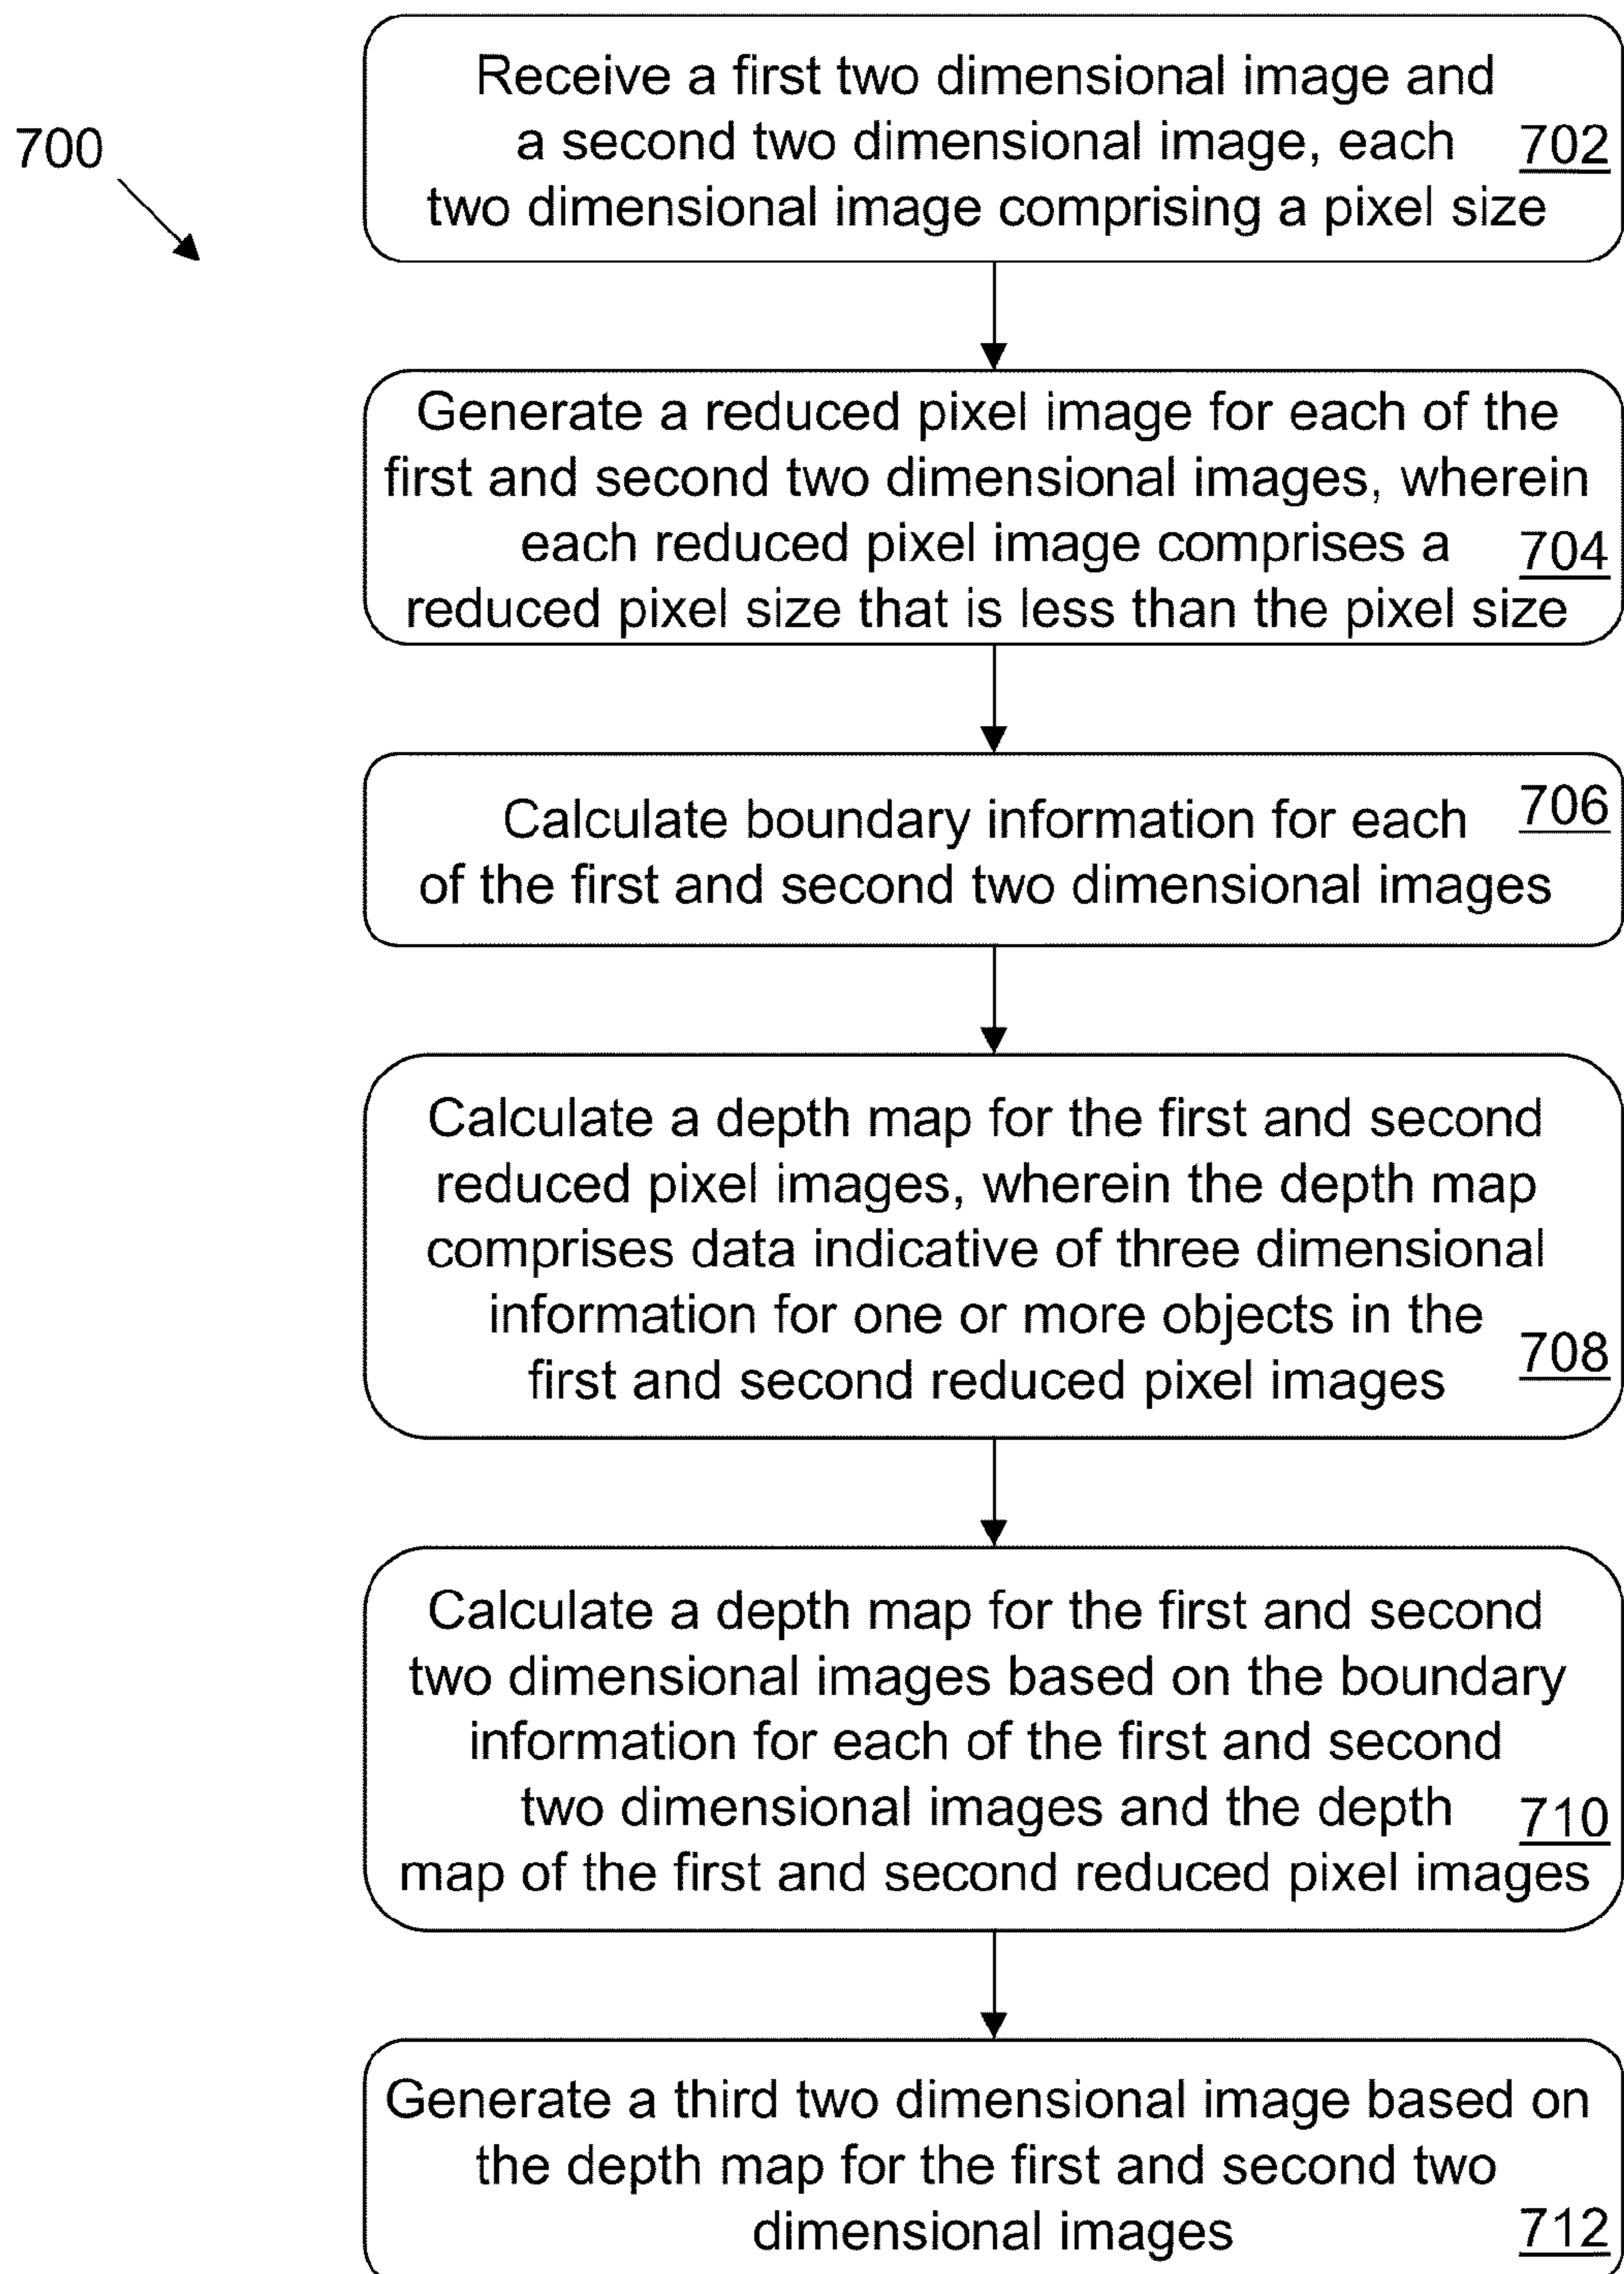 700
Receive a first two dimensional image and
a second two dimensional image, each 702
two dimensional image comprising a pixel size
Generate a reduced pixel image for each of the
first and second two dimensional images, wherein
each reduced pixel image comprises a 704
reduced pixel size that is less than the pixel size
Calculate boundary information for each 706
of the first and second two dimensional images
Calculate a depth map for the first and second
reduced pixel images, wherein the depth map
comprises data indicative of three dimensional
information for one or more objects in the
first and second reduced pixel images 708
Calculate a depth map for the first and second
two dimensional images based on the boundary
information for each of the first and second
two dimensional images and the depth 710
map of the first and second reduced pixel images
Generate a third two dimensional image based on
the depth map for the first and second two
dimensional images 712